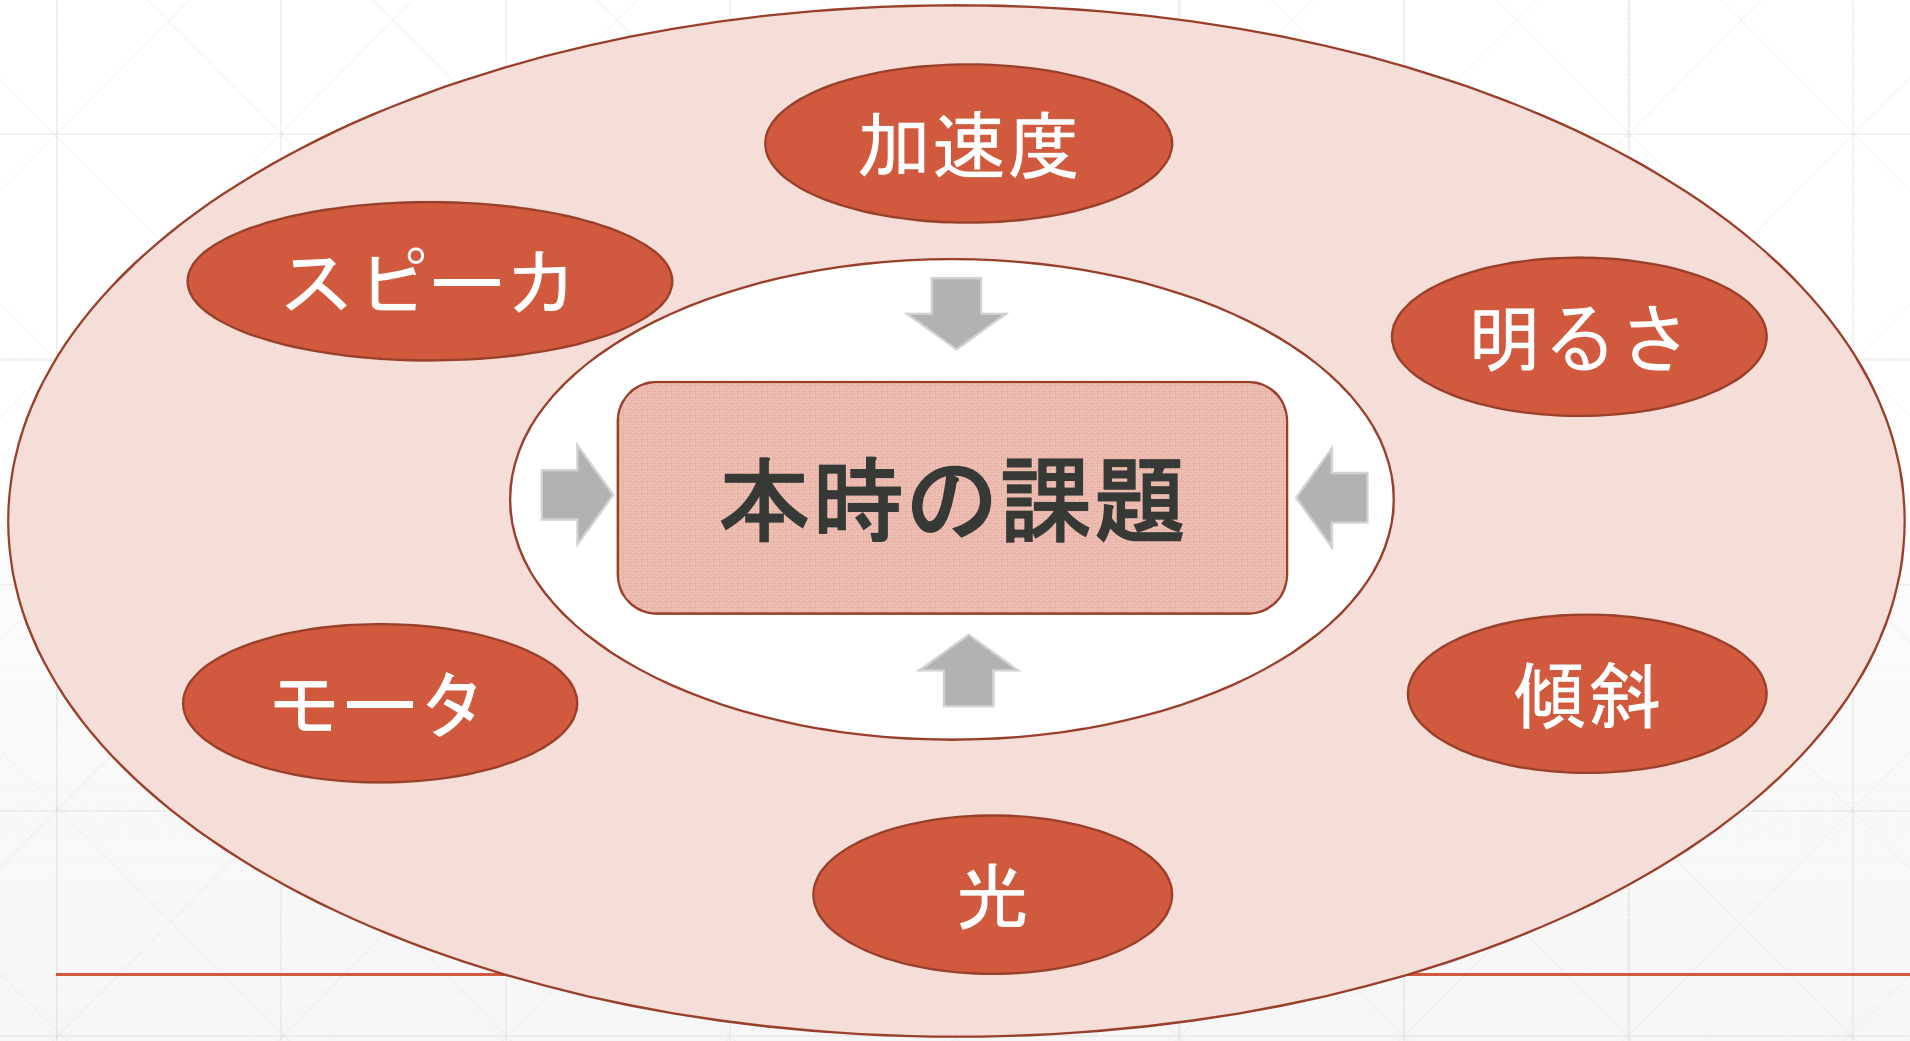 加速度
スピーカ
明るさ
本時の課題
モータ
傾斜
光